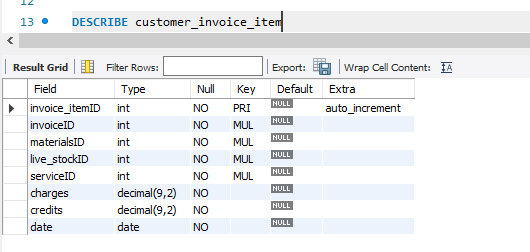 12
13 DESCRIBE customer_invoice_item
Result Grid Filter Rows: Export: Wrap Cell Content: IA
Field Type Null Key Default Extra
invoice_itemID int NO PRI NULL auto_increment
invoiceID int NO MUL NULL
materialsID int NO MUL NULL
live_stockID int NO MUL NULL
serviceID int NO MUL NULL
charges decimal(9,2) NO NULL
credits decimal(9,2) NO NULL
date date NO NULL